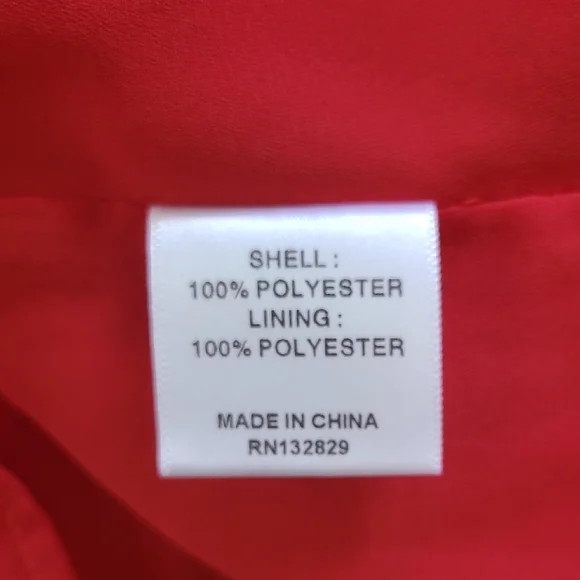 SHELL :
100% POLYESTER
LINING :
100% POLYESTER
MADE IN CHINA
RN132829